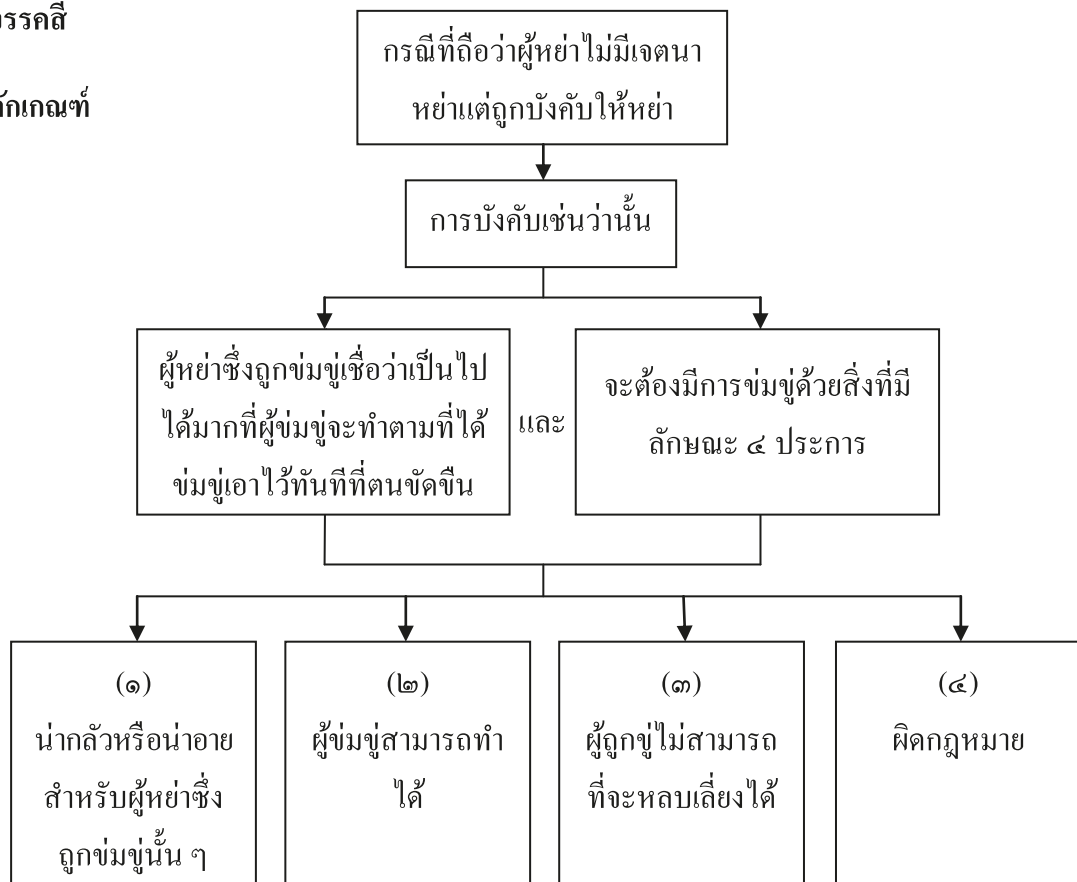 วรรคสี่
กรณีที่ถือว่าผู้หย่าไม่มีเจตนา
หย่าแต่ถูกบังคับให้หย่า
การบังคับเช่นว่านั้น
ผู้หย่าซึ่งถูกข่มขู่เชื่อว่าเป็นไป
ได้มากที่ผู้ข่มขู่จะทำตามที่ได้
ข่มขู่เอาไว้ทันทีที่ตนขัดขืน
และ
จะต้องมีการข่มขู่ด้วยสิ่งที่มี
ลักษณะ ๔ ประการ
(๑)
น่ากลัวหรือน่าอาย
สำหรับผู้หย่าซึ่ง
ถูกข่มขู่นั้น ๆ
(๒)
ผู้ข่มขู่สามารถทำ
ได้
(๓)
ผู้ถูกขู่ไม่สามารถ
ที่จะหลบเลี่ยงได้
(๔)
ผิดกฎหมาย